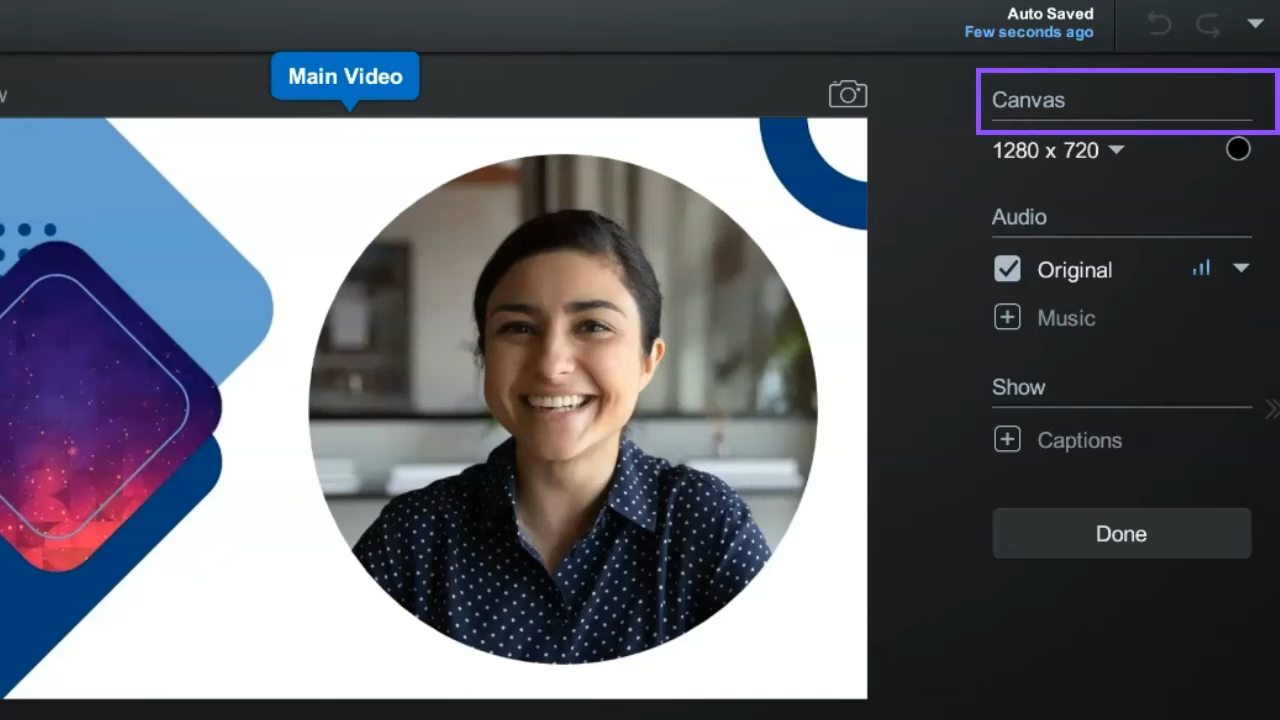 Auto Saved
Few seconds ago
Main Video
Canvas
1280 x 720
Audio
Original
Music
Show
Captions
Done